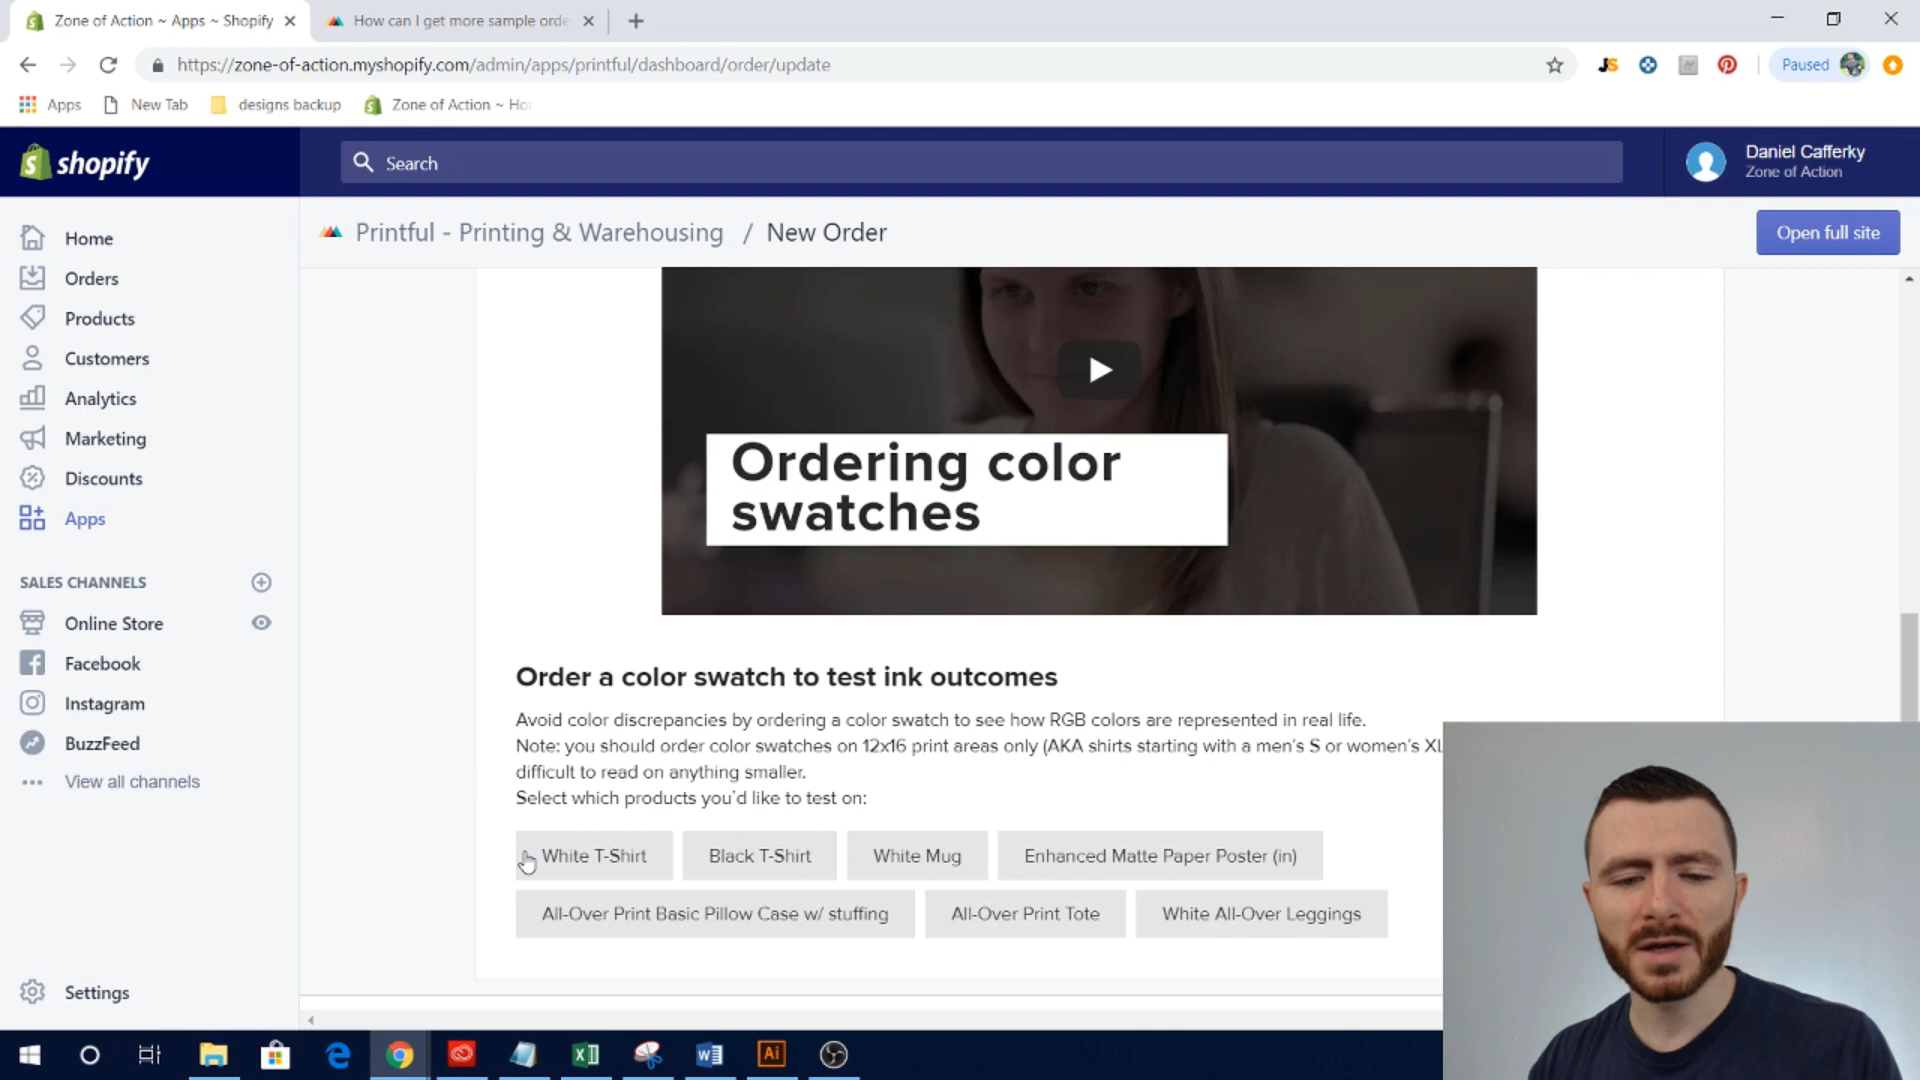 Zone of Action ~ Apps ~ Shopify
How can I get more sample orde
https://zone-of-action.myshopify.com/admin/apps/printful/dashboard/order/update
JS
Paused
Apps
New Tab
designs backup
Zone of Action ~ Ho
shopify
Search
Daniel Cafferky
Zone of Action
Printful - Printing & Warehousing / New Order
Open full site
Home
Orders
Products
Customers
Analytics
Marketing
Discounts
Apps
SALES CHANNELS
Online Store
Facebook
Instagram
BuzzFeed
View all channels
Settings
Ordering color
swatches
Order a color swatch to test ink outcomes
Avoid color discrepancies by ordering a color swatch to see how RGB colors are represented in real life.
Note: you should order color swatches on 12x16 print areas only (AKA shirts starting with a men's S or women's XL
difficult to read on anything smaller.
Select which products you'd like to test on:
White T-Shirt
Black T-Shirt
White Mug
Enhanced Matte Paper Poster (in)
All-Over Print Basic Pillow Case w/ stuffing
All-Over Print Tote
White All-Over Leggings
Ai